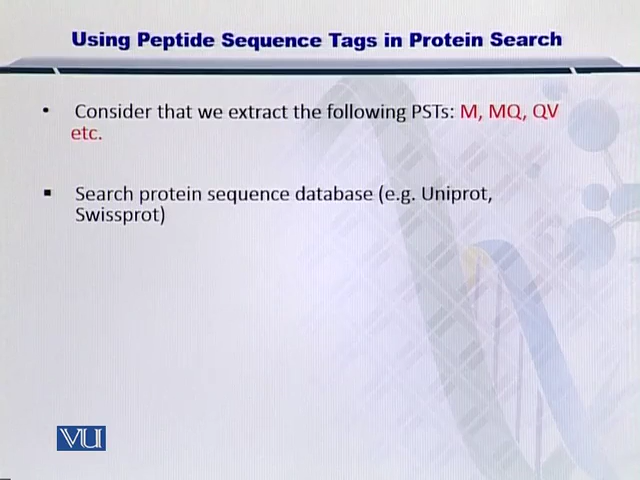 Using Peptide Sequence Tags in Protein Search
• Consider that we extract the following PSTs: M, MQ, QV
etc.
▪ Search protein sequence database (e.g. Uniprot,
Swissprot)
VU